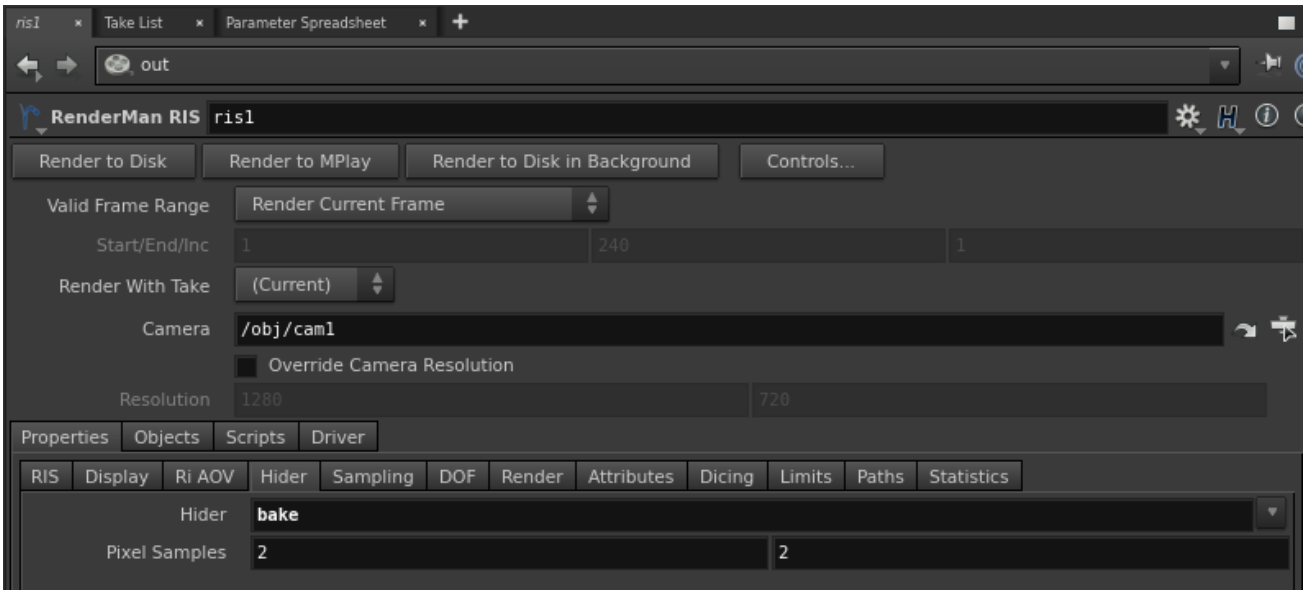 ris1 × Take List × Parameter Spreadsheet × +
out
RenderMan RIS ris1
Render to Disk Render to MPlay Render to Disk in Background Controls...
Valid Frame Range Render Current Frame
Start/End/Inc 1 240 1
Render With Take (Current)
Camera /obj/cam1
Override Camera Resolution
Resolution 1280 720
Properties Objects Scripts Driver
RIS Display Ri AOV Hider Sampling DOF Render Attributes Dicing Limits Paths Statistics
Hider bake
Pixel Samples 2 2